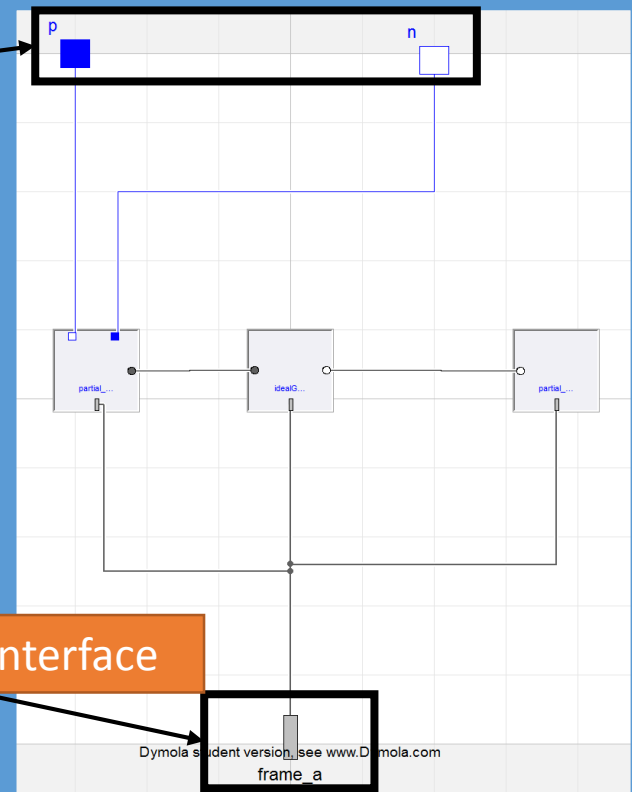 p
n
partial_...
idealG...
partial_...
nterface
Dymola student version, see www.Dymola.com
frame_a